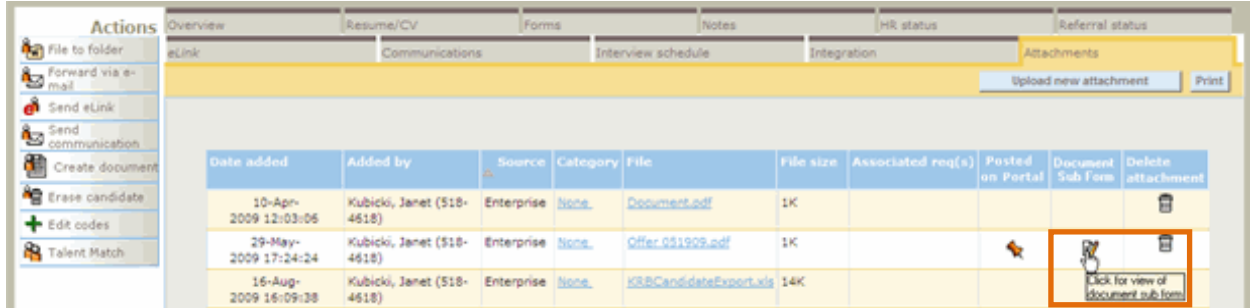 Actions
File to folder
Forward via e-
mail
Send eLink
Send
communication
Create document
Erase candidate
Edit codes
Talent Match
Overview Resume/CV Forms Notes HR status Referral status
eLink Communications Interview schedule Integration Attachments
Upload new attachment Print
Date added Added by Source Category File File size Associated req(s) Posted
on Portal Document
Sub Form Delete
attachment
10-Apr-
2009 12:03:06 Kubicki, Janet (518-
4618) Enterprise None Document.pdf 1K
29-May-
2009 17:24:24 Kubicki, Janet (518-
4618) Enterprise None Offer 051909.pdf 1K
16-Aug-
2009 16:09:38 Kubicki, Janet (518-
4618) Enterprise None KRBCandidateExport.xls 14K
Click for view of
document sub form